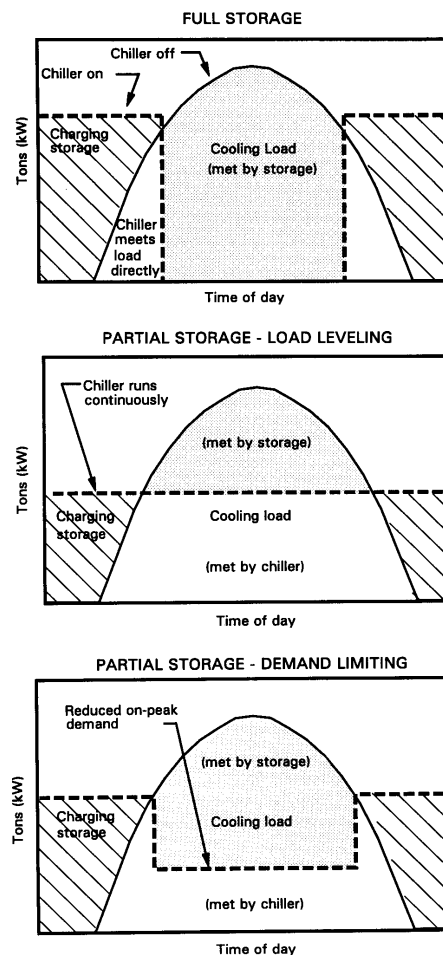 FULL STORAGE
Chiller off
Chiller on
Charging
storage
Cooling Load
(met by storage)
Chiller
meets
load
directly
Tons (kW)
Time of day
PARTIAL STORAGE - LOAD LEVELING
Chiller runs
continuously
(met by storage)
Charging
storage
Cooling load
(met by chiller)
Tons (kW)
Time of day
PARTIAL STORAGE - DEMAND LIMITING
Reduced on-peak
demand
(met by storage)
Charging
storage
Cooling load
(met by chiller)
Tons (kW)
Time of day